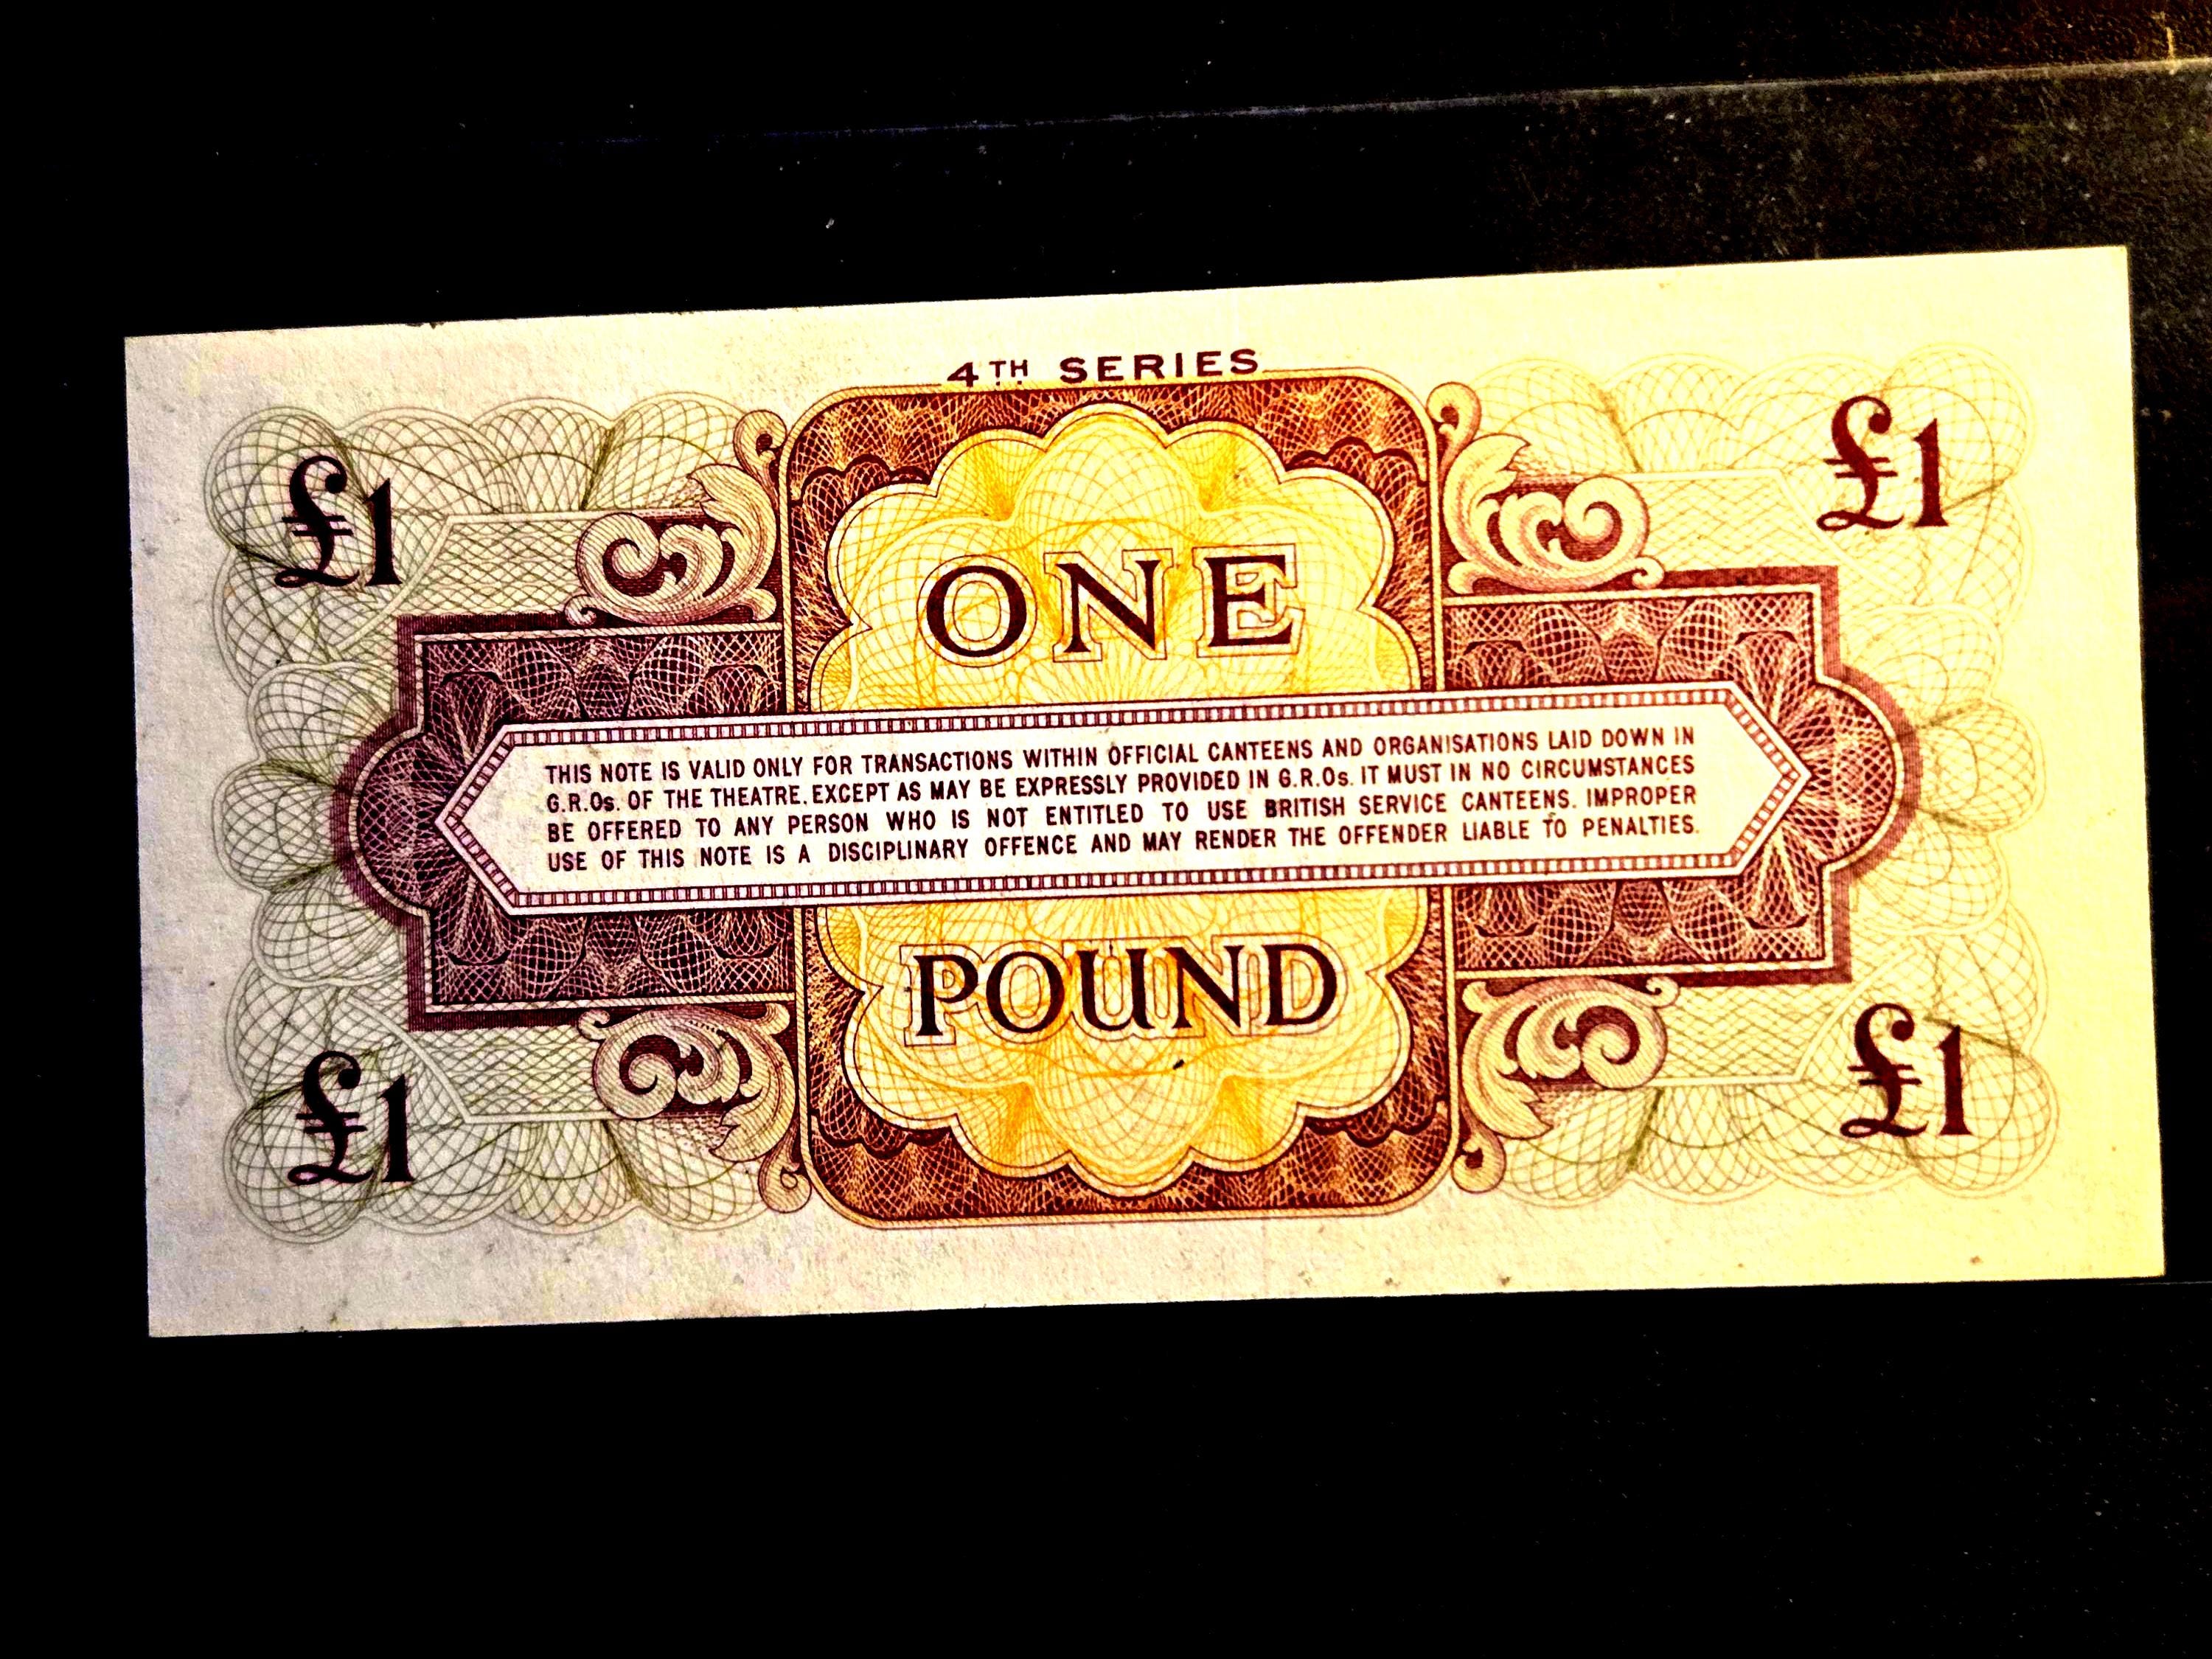 4TH SERIES
£1
£1
ONE
THIS NOTE IS VALID ONLY FOR TRANSACTIONS WITHIN OFFICIAL CANTEENS AND ORGANISATIONS LAID DOWN IN
G.R.Os. OF THE THEATRE. EXCEPT AS MAY BE EXPRESSLY PROVIDED IN G.R.Os. IT MUST IN NO CIRCUMSTANCES
BE OFFERED TO ANY PERSON WHO IS NOT ENTITLED TO USE BRITISH SERVICE CANTEENS. IMPROPER
USE OF THIS NOTE IS A DISCIPLINARY OFFENCE AND MAY RENDER THE OFFENDER LIABLE TO PENALTIES.
POUND
£1
£1